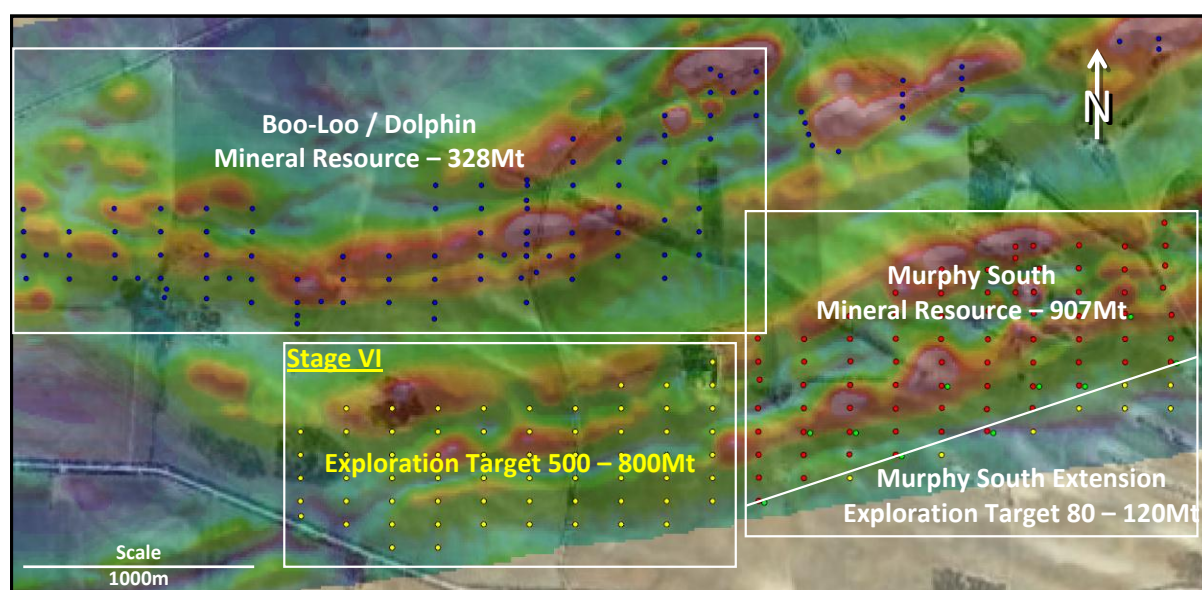 Boo-Loo / Dolphin
Mineral Resource – 328Mt
N
Murphy South
Mineral Resource – 907Mt
Stage VI
Exploration Target 500 – 800Mt
Murphy South Extension
Exploration Target 80 – 120Mt
Scale
1000m